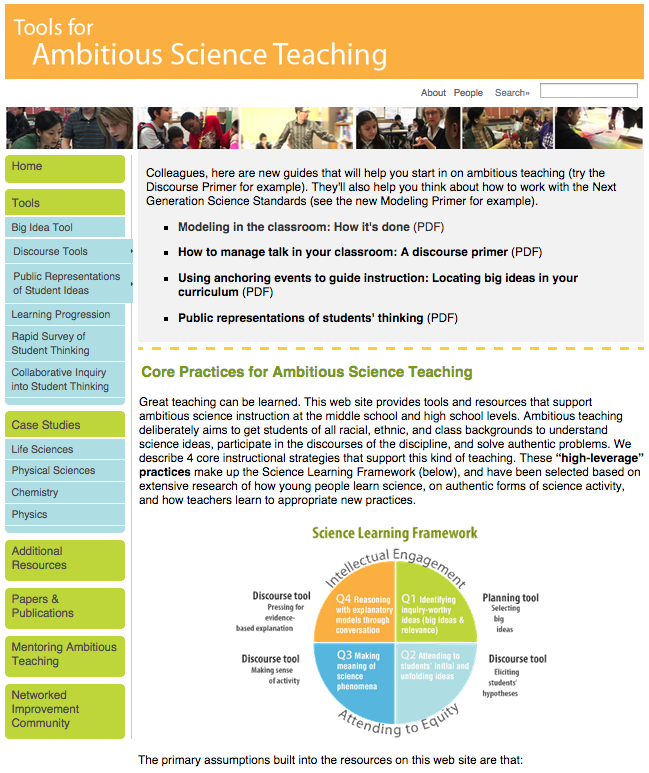 Tools for
Ambitious Science Teaching
About People Search»
Home
Tools
Big Idea Tool
Discourse Tools
Public Representations
of Student Ideas
Learning Progression
Rapid Survey of
Student Thinking
Collaborative Inquiry
into Student Thinking
Case Studies
Life Sciences
Physical Sciences
Chemistry
Physics
Additional
Resources
Papers &
Publications
Mentoring Ambitious
Teaching
Networked
Improvement
Community
Colleagues, here are new guides that will help you start in on ambitious teaching (try the
Discourse Primer for example). They'll also help you think about how to work with the Next
Generation Science Standards (see the new Modeling Primer for example).
Modeling in the classroom: How it's done (PDF)
How to manage talk in your classroom: A discourse primer (PDF)
Using anchoring events to guide instruction: Locating big ideas in your
curriculum (PDF)
Public representations of students' thinking (PDF)
Core Practices for Ambitious Science Teaching
Great teaching can be learned. This web site provides tools and resources that support
ambitious science instruction at the middle school and high school levels. Ambitious teaching
deliberately aims to get students of all racial, ethnic, and class backgrounds to understand
science ideas, participate in the discourses of the discipline, and solve authentic problems. We
describe 4 core instructional strategies that support this kind of teaching. These “high-leverage”
practices make up the Science Learning Framework (below), and have been selected based on
extensive research of how young people learn science, on authentic forms of science activity,
and how teachers learn to appropriate new practices.
Science Learning Framework
Intellectual Engagement
Discourse tool
Pressing for
evidence-
based explanation
Q4 Reasoning
with explanatory
models through
conversation
Q1 Identifying
inquiry-worthy
ideas (big ideas &
relevance)
Planning tool
Selecting
big
ideas
Discourse tool
Making sense
of activity
Q3 Making
meaning of
science
phenomena
Q2 Attending to
students' initial and
unfolding ideas
Discourse tool
Eliciting
students'
hypotheses
Attending to Equity
The primary assumptions built into the resources on this web site are that: